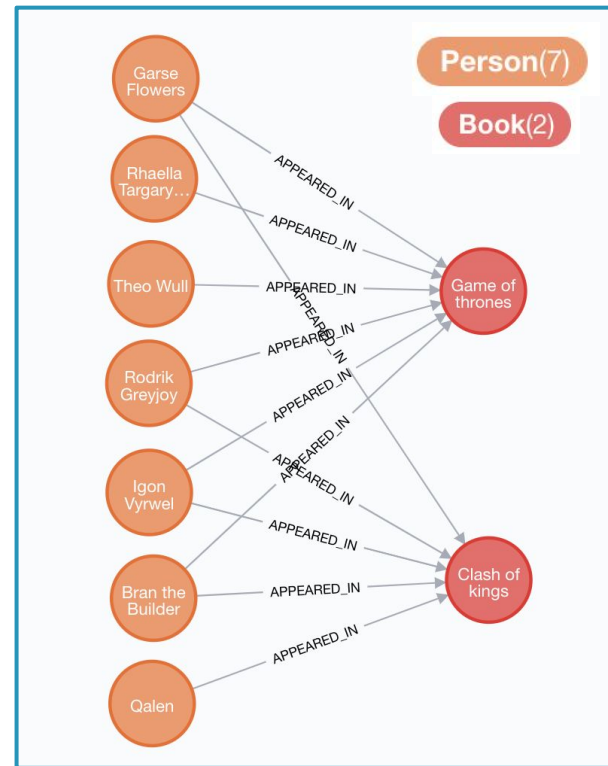 Garse
Flowers
Person(7)
Book(2)
Rhaella
Targary...
APPEARED_IN
APPEARED_IN
Theo Wull
APPEARED_IN
Game of
thrones
APPEARED_IN
APPEARED_IN
Rodrik
Greyjoy
APPEARED_IN
APPEARED_IN
APPEARED_IN
Igon
Vyrwel
APPEARED_IN
Bran the
Builder
APPEARED_IN
Clash of
kings
APPEARED_IN
Qalen